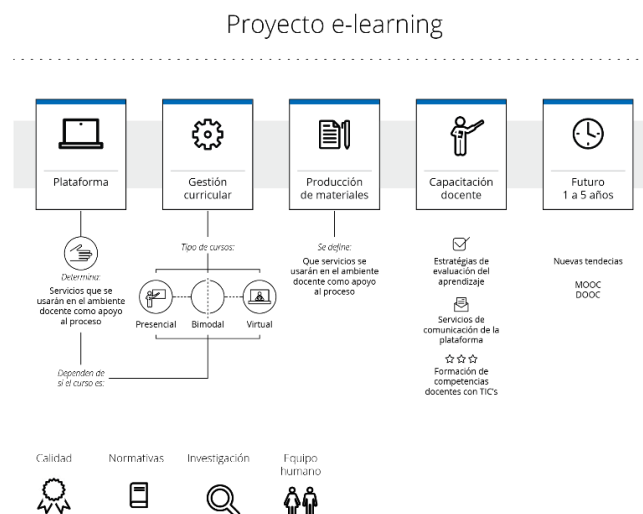 Proyecto e-learning
Plataforma
Gestión
curricular
Producción
de materiales
Capacitación
docente
Futuro
1 a 5 años
Determina:
Servicios que se
usarán en el ambiente
docente como apoyo
al proceso
Dependen de
si el curso es:
Tipo de cursos:
Presencial
Bimodal
Virtual
Se define:
Que servicios se
usarán en el ambiente
docente como apoyo
al proceso
Estratégias de
evaluación del
aprendizaje
Servicios de
comunicación de la
plataforma
Formación de
competencias
docentes con TIC's
Nuevas tendecias
MOOC
DOOC
Calidad
Normativas
Investigación
Equipo
humano